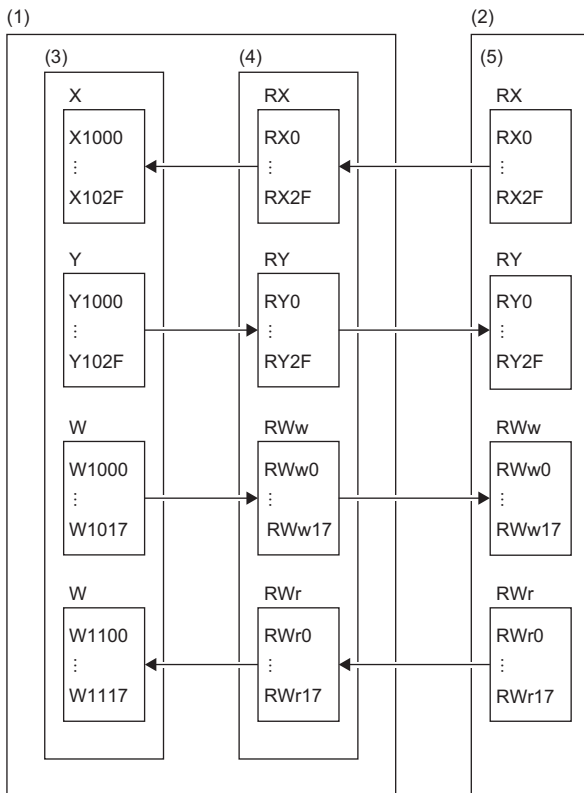 (1)
(2)
(3)
(4)
(5)
X
RX
RX
X1000
RX0
RX0
⋮
⋮
⋮
X102F
RX2F
RX2F
Y
RY
RY
Y1000
RY0
RY0
⋮
⋮
⋮
Y102F
RY2F
RY2F
W
RWw
RWw
W1000
RWw0
RWw0
⋮
⋮
⋮
W1017
RWw17
RWw17
W
RWr
RWr
W1100
RWr0
RWr0
⋮
⋮
⋮
W1117
RWr17
RWr17